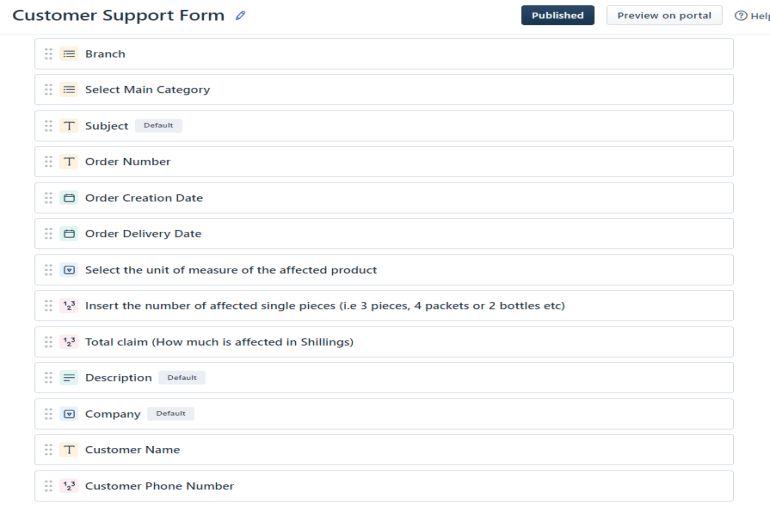 Customer Support Form
Published
Preview on portal
Help
Branch
Select Main Category
Subject Default
Order Number
Order Creation Date
Order Delivery Date
Select the unit of measure of the affected product
Insert the number of affected single pieces (i.e 3 pieces, 4 packets or 2 bottles etc)
Total claim (How much is affected in Shillings)
Description Default
Company Default
Customer Name
Customer Phone Number